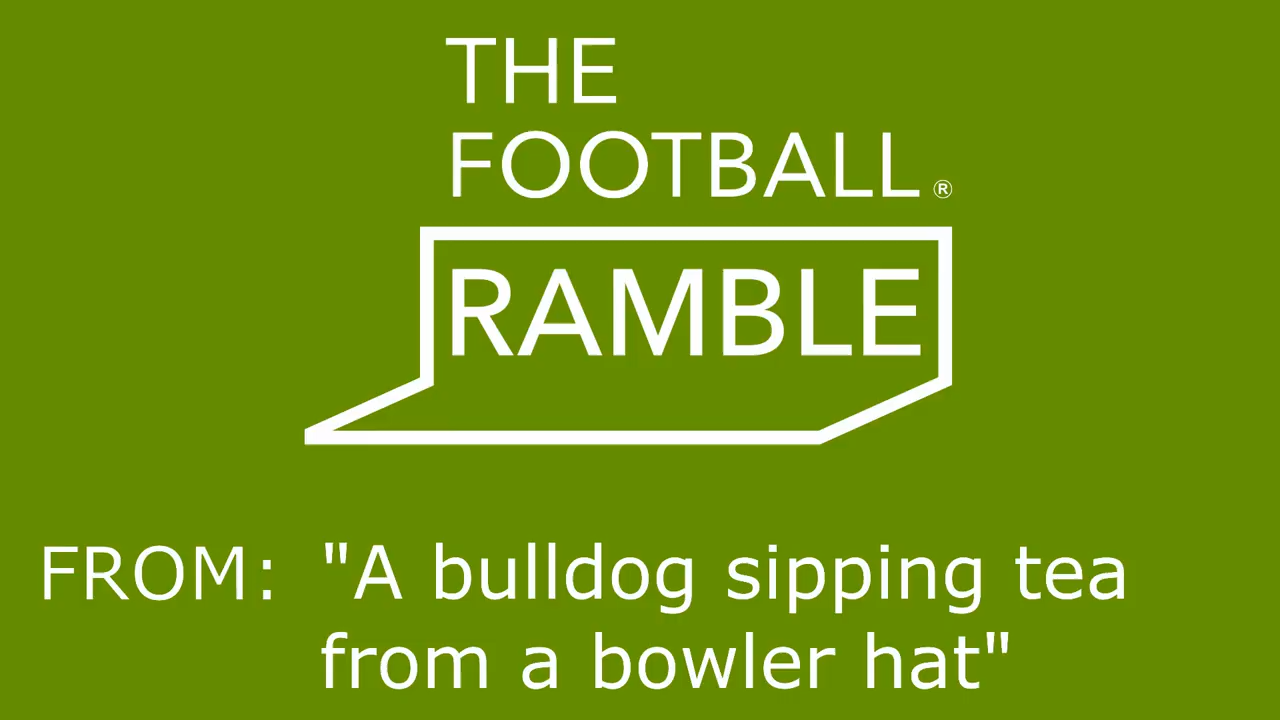 THE
FOOTBALL®
RAMBLE
FROM: "A bulldog sipping tea
from a bowler hat"